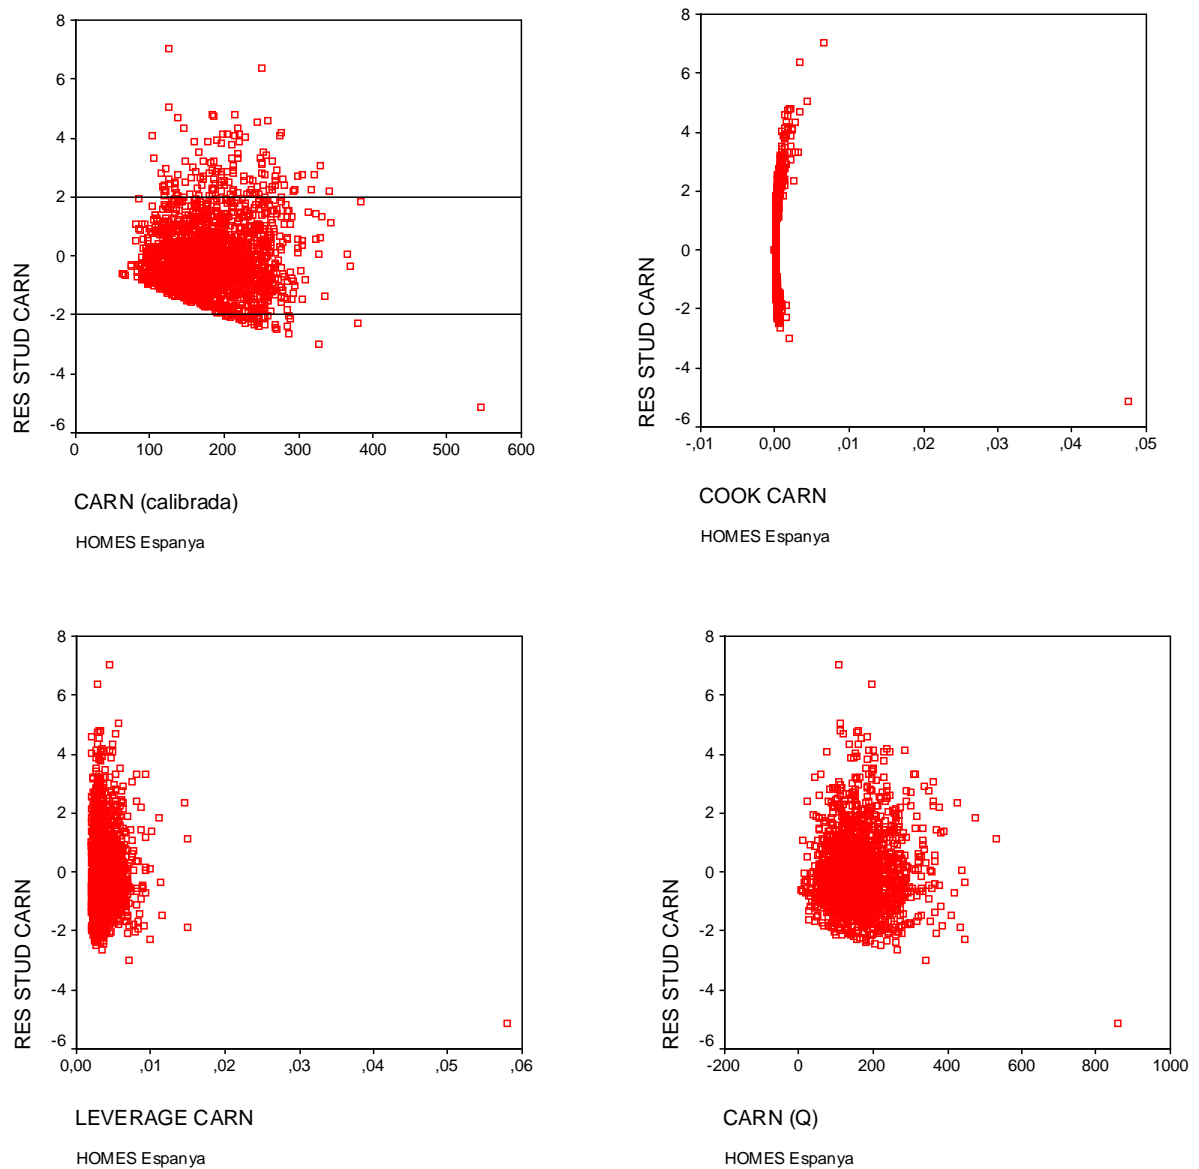 8
6
4
2
0
-2
-4
-6
RES STUD CARN
0 100 200 300 400 500 600
CARN (calibrada)
HOMES Espanya
8
6
4
2
0
-2
-4
-6
RES STUD CARN
-,01 0,00 ,01 ,02 ,03 ,04 ,05
COOK CARN
HOMES Espanya
8
6
4
2
0
-2
-4
-6
RES STUD CARN
0,00 ,01 ,02 ,03 ,04 ,05 ,06
LEVERAGE CARN
HOMES Espanya
8
6
4
2
0
-2
-4
-6
RES STUD CARN
-200 0 200 400 600 800 1000
CARN (Q)
HOMES Espanya